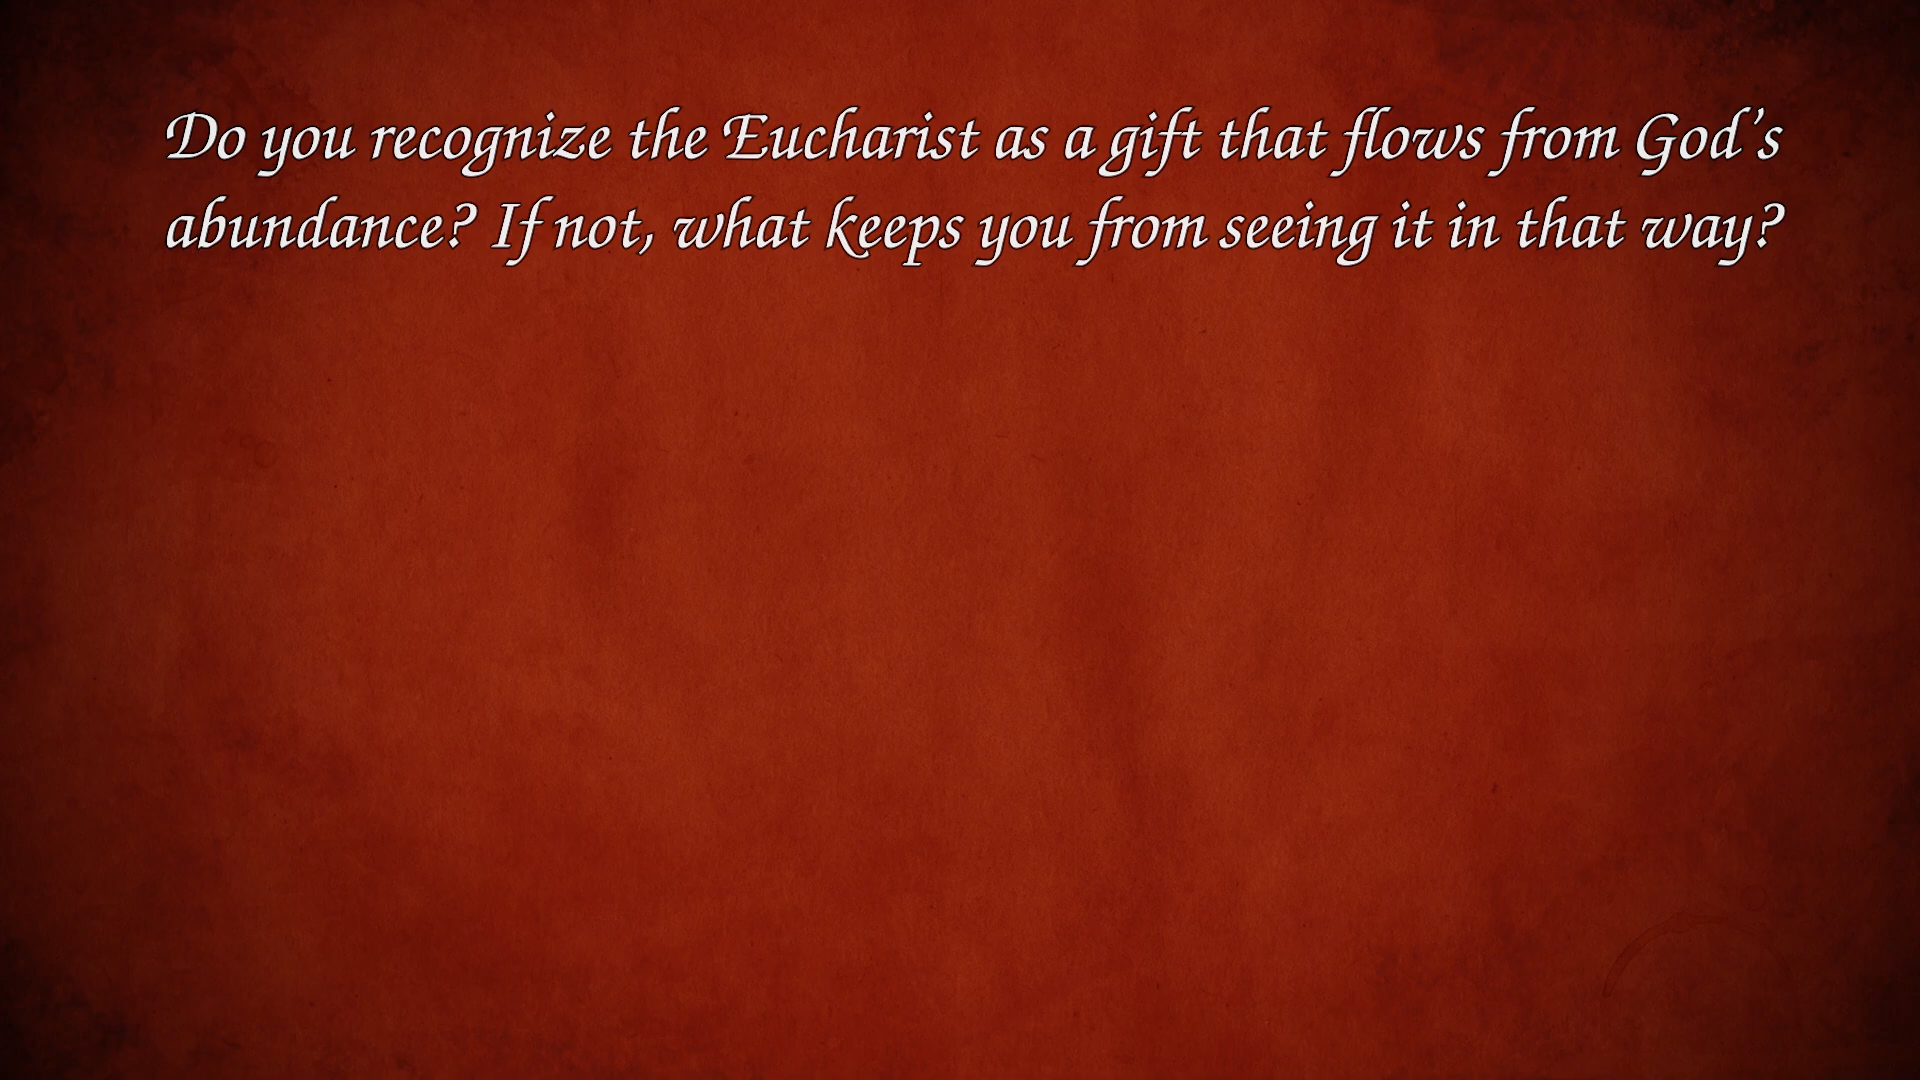 Do you recognize the Eucharist as a gift that flows from God’s
abundance? If not, what keeps you from seeing it in that way?